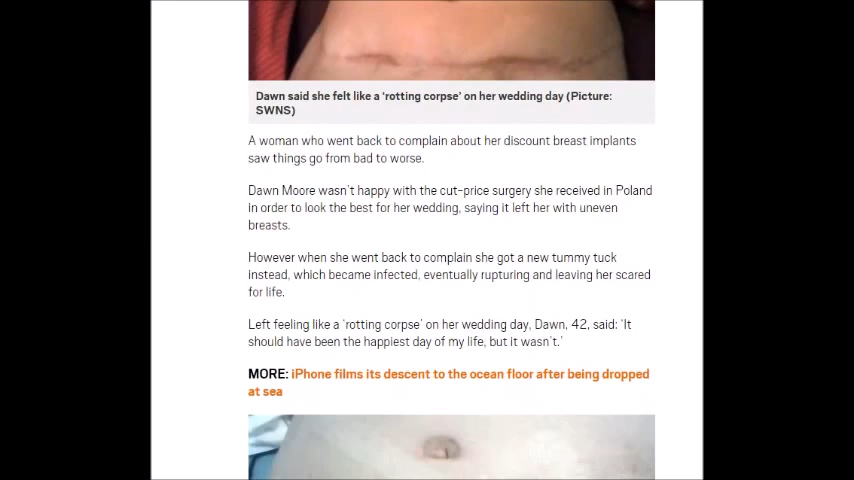 Dawn said she felt like a ‘rotting corpse’ on her wedding day (Picture:
SWNS)
A woman who went back to complain about her discount breast implants
saw things go from bad to worse.
Dawn Moore wasn’t happy with the cut-price surgery she received in Poland
in order to look the best for her wedding, saying it left her with uneven
breasts.
However when she went back to complain she got a new tummy tuck
instead, which became infected, eventually rupturing and leaving her scared
for life.
Left feeling like a ‘rotting corpse’ on her wedding day, Dawn, 42, said: ‘It
should have been the happiest day of my life, but it wasn’t.’
MORE: iPhone films its descent to the ocean floor after being dropped
at sea